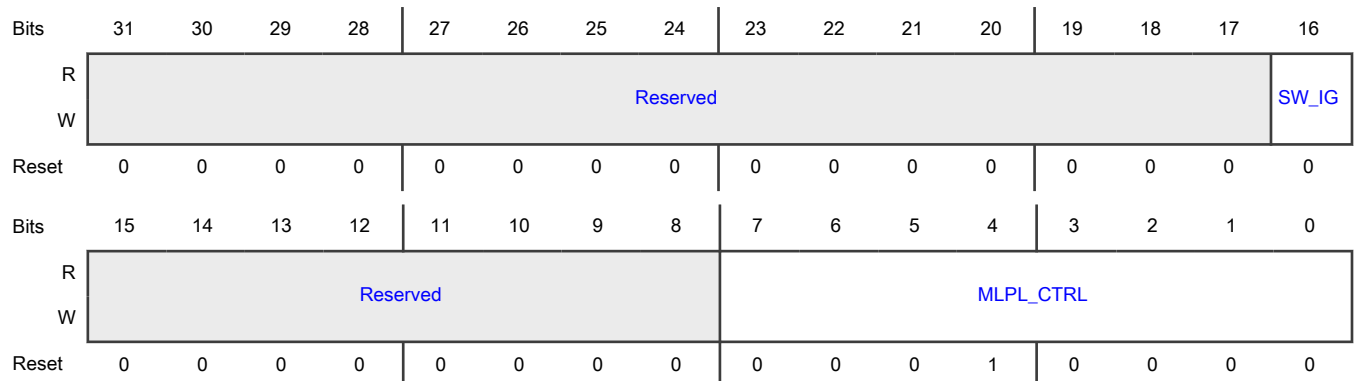 Bits 31 30 29 28 27 26 25 24 23 22 21 20 19 18 17 16
R
Reserved SW_IG
W
Reset 0 0 0 0 0 0 0 0 0 0 0 0 0 0 0 0
Bits 15 14 13 12 11 10 9 8 7 6 5 4 3 2 1 0
R
Reserved MLPL_CTRL
W
Reset 0 0 0 0 0 0 0 0 0 0 0 1 0 0 0 0